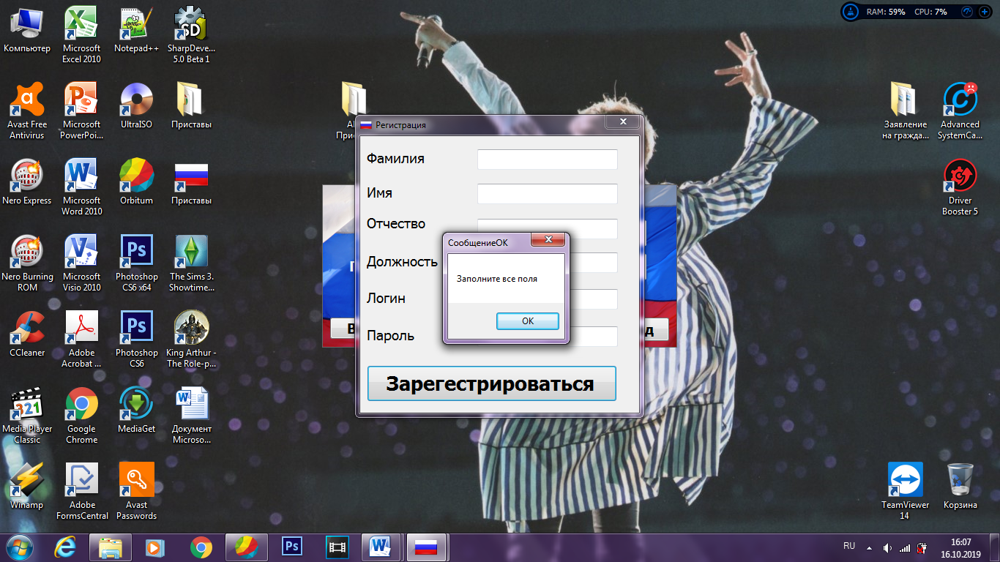 RAM: 59% CPU: 7%
Компьютер
Microsoft
Excel 2010
Notepad++
SharpDeve...
5.0 Beta 1
Avast Free
Antivirus
Microsoft
PowerPoi...
UltraISO
Приставы
Заявление
на гражда...
Advanced
SystemCa...
Nero Express
Microsoft
Word 2010
Orbitum
Приставы
Driver
Booster 5
Nero Burning
ROM
Microsoft
Visio 2010
Photoshop
CS6 x64
The Sims 3.
Showtime...
CCleaner
Adobe
Acrobat ...
Photoshop
CS6
King Arthur -
The Role-p...
Media Player
Classic
Google
Chrome
MediaGet
Документ
Microso...
Winamp
Adobe
FormsCentral
Avast
Passwords
TeamViewer
14
Корзина
Регистрация
Фамилия
Имя
Отчество
Должность
Логин
Пароль
Зарегестрироваться
СообщениеOK
Заполните все поля
OK
RU
16:07
16.10.2019